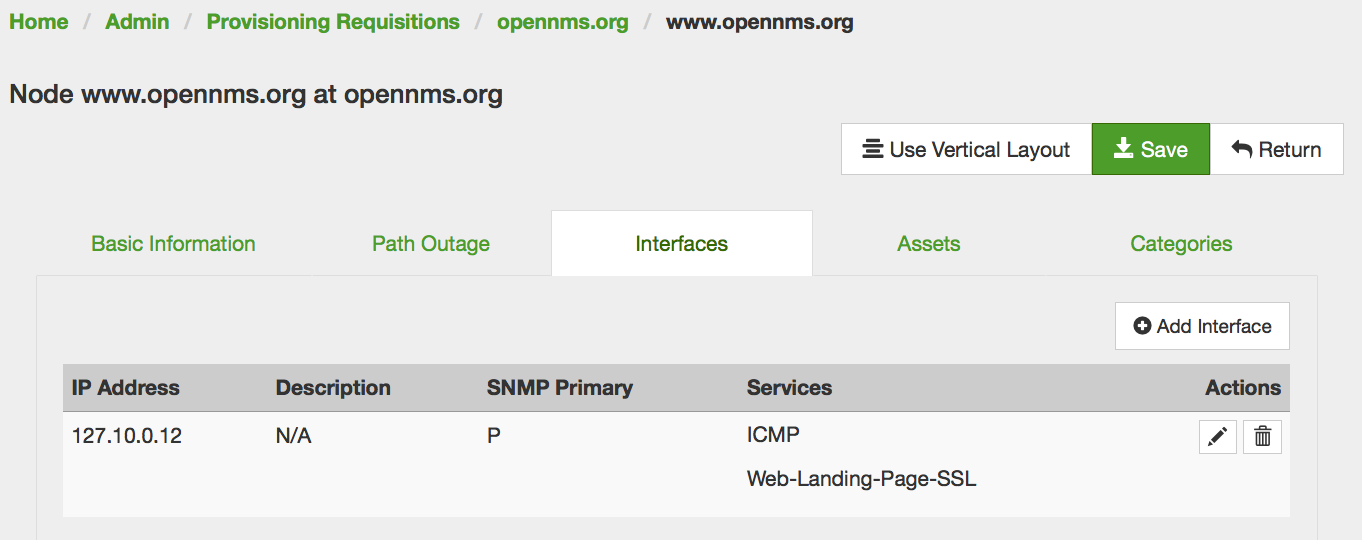 Home / Admin / Provisioning Requisitions / opennms.org / www.opennms.org
Node www.opennms.org at opennms.org
Use Vertical Layout Save Return
Basic Information Path Outage Interfaces Assets Categories
Add Interface
IP Address Description SNMP Primary Services Actions
127.10.0.12 N/A P ICMP
Web-Landing-Page-SSL